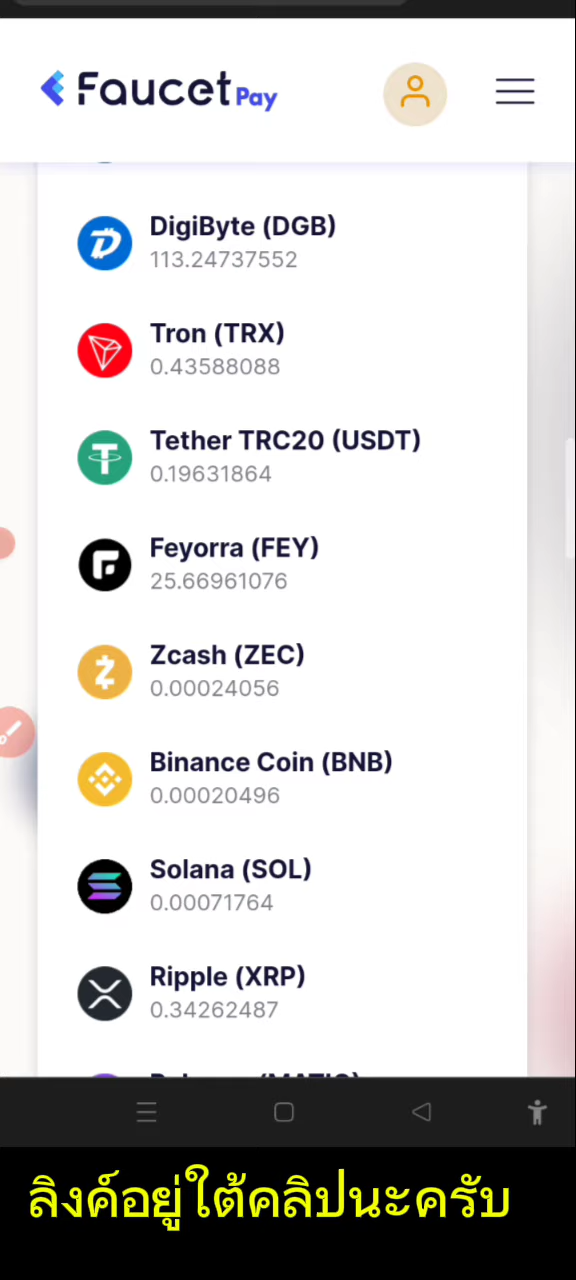 FaucetPay
DigiByte (DGB)
113.24737552
Tron (TRX)
0.43588088
Tether TRC20 (USDT)
0.19631864
Feyorra (FEY)
25.66961076
Zcash (ZEC)
0.00024056
Binance Coin (BNB)
0.00020496
Solana (SOL)
0.00071764
Ripple (XRP)
0.34262487
ลิงค์อยู่ใต้คลิปนะครับ